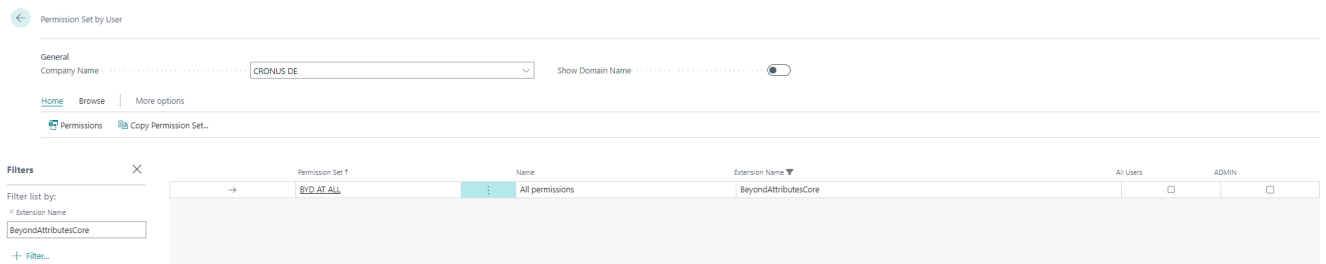 Permission Set by User
General
Company Name CRONUS DE Show Domain Name
Home Browse More options
Permissions Copy Permission Set...
Filters
Filter list by:
× Extension Name
BeyondAttributesCore
+ Filter...
Permission Set ↑ Name Extension Name All Users ADMIN
→ BYD AT ALL All permissions BeyondAttributesCore